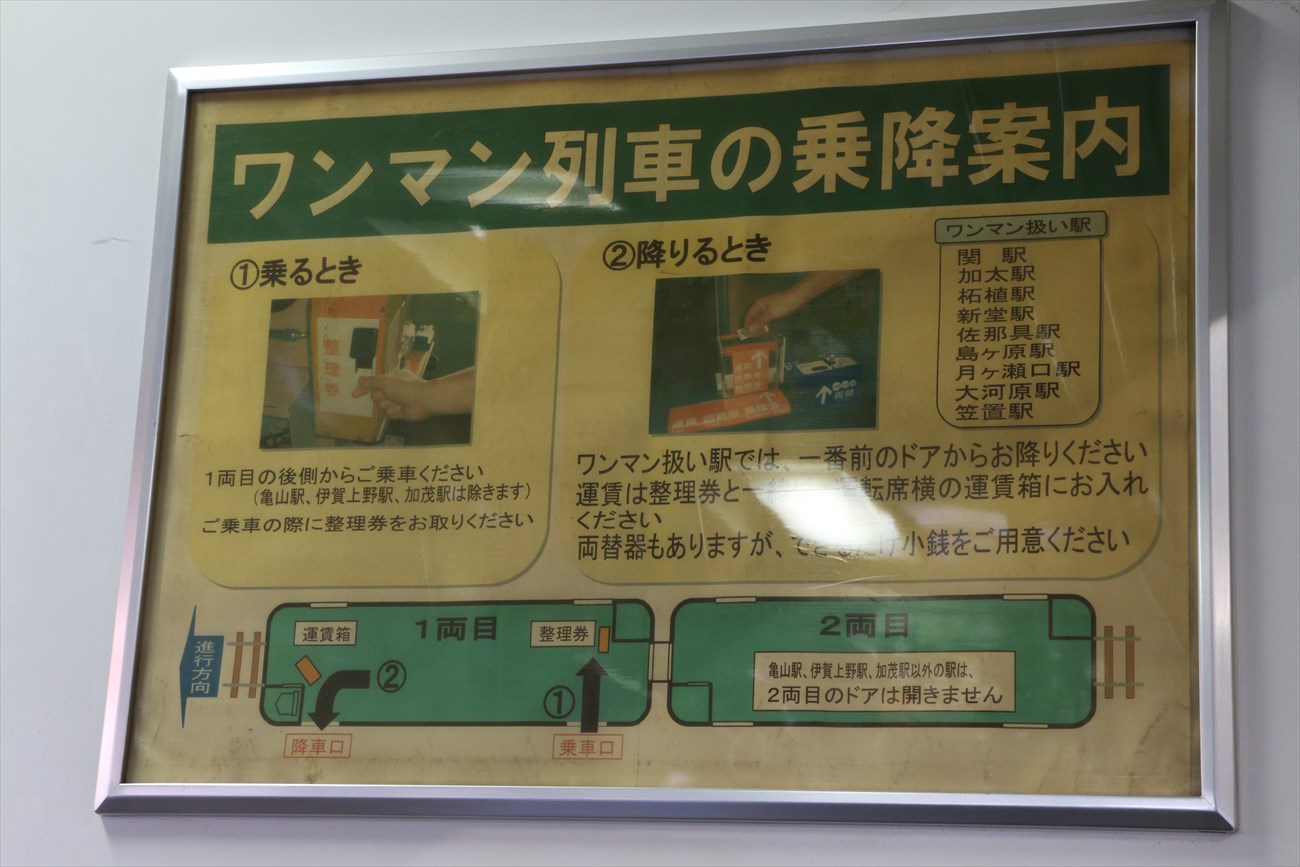 ワンマン列車の乗降案内
①乗るとき
整理券
1両目の後側からご乗車ください
(亀山駅、伊賀上野駅、加茂駅は除きます)
ご乗車の際に整理券をお取りください
②降りるとき
両替
ワンマン扱い駅
関 駅
加太駅
柘植駅
新堂駅
佐那具駅
島ヶ原駅
月ヶ瀬口駅
大河原駅
笠置駅
ワンマン扱い駅では、一番前のドアからお降りください
運賃は整理券と一緒 転席横の運賃箱にお入れ
ください
両替器もありますが、できるだけ小銭をご用意ください
進行方向
運賃箱
1両目
整理券
②
①
降車口
乗車口
2両目
亀山駅、伊賀上野駅、加茂駅以外の駅は、
2両目のドアは開きません